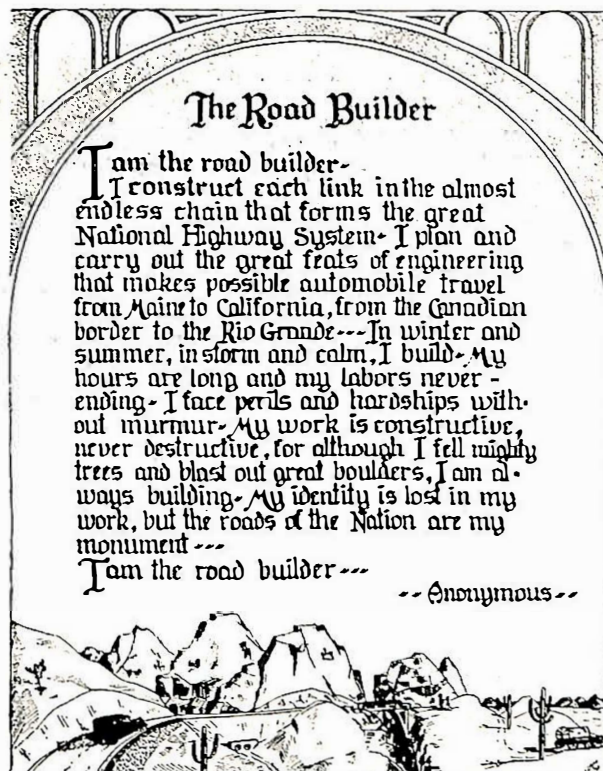 The Road Builder
I am the road builder-
I construct each link in the almost
endless chain that forms the great
National Highway System- I plan and
carry out the great feats of engineering
that makes possible automobile travel
from Maine to California, from the Canadian
border to the Rio Grande---In winter and
summer, in storm and calm, I build- My
hours are long and my labors never-
ending- I face perils and hardships with-
out murmur- My work is constructive,
never destructive, for although I fell mighty
trees and blast out great boulders, I am al-
ways building- My identity is lost in my
work, but the roads of the Nation are my
monument ---
I am the road builder---
-- Anonymous--